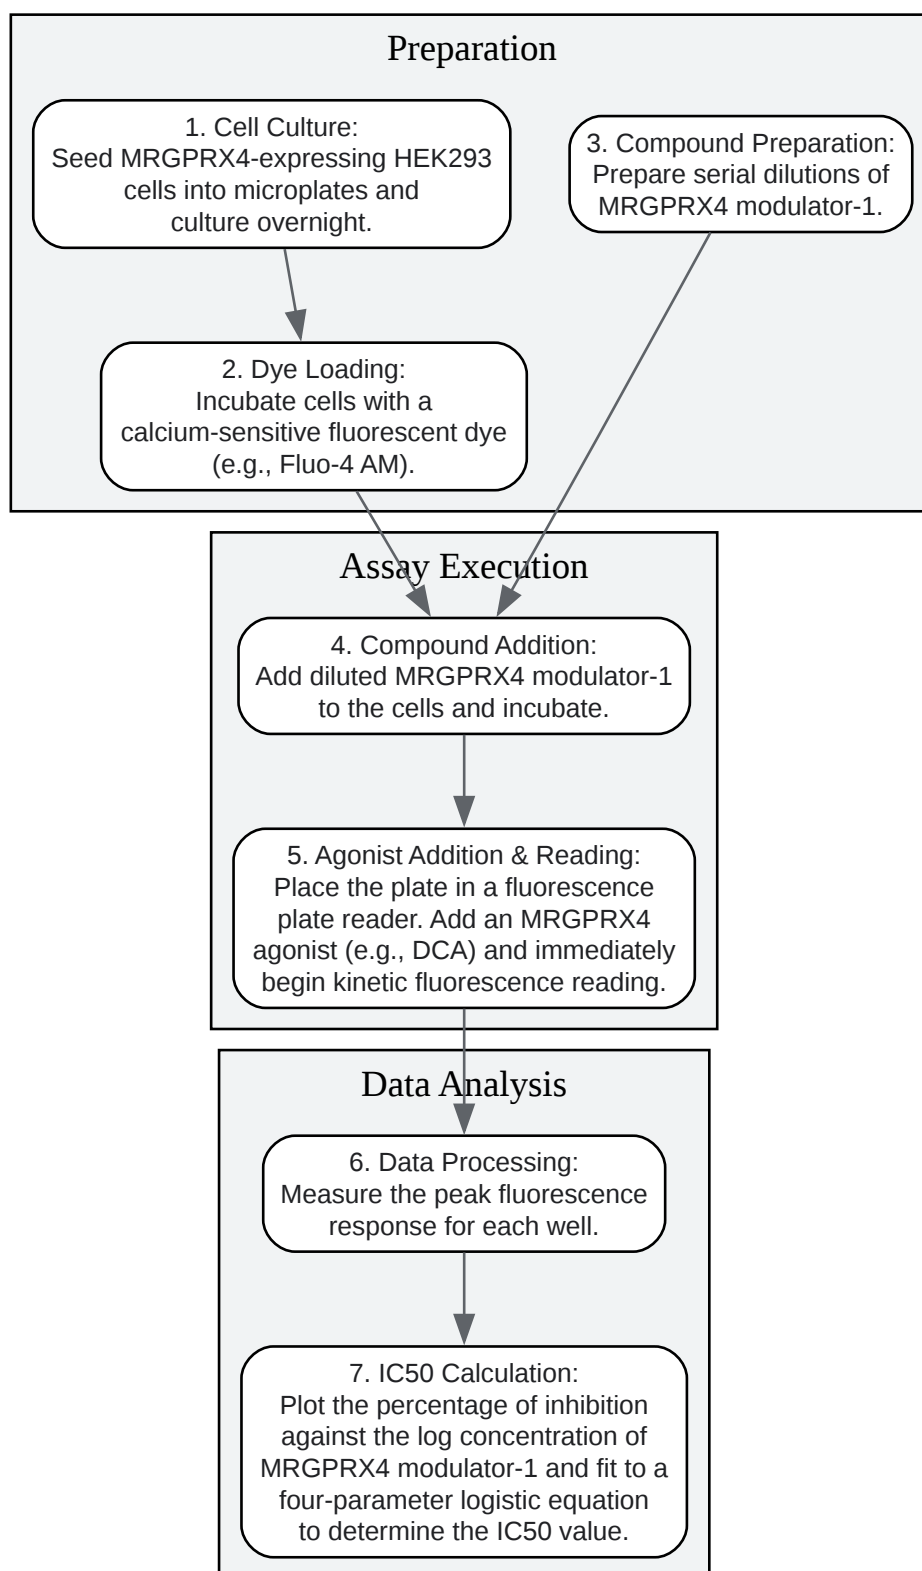 Preparation
1. Cell Culture:
Seed MRGPRX4-expressing HEK293
cells into microplates and
culture overnight.
3. Compound Preparation:
Prepare serial dilutions of
MRGPRX4 modulator-1.
2. Dye Loading:
Incubate cells with a
calcium-sensitive fluorescent dye
(e.g., Fluo-4 AM).
Assay Execution
4. Compound Addition:
Add diluted MRGPRX4 modulator-1
to the cells and incubate.
5. Agonist Addition & Reading:
Place the plate in a fluorescence
plate reader. Add an MRGPRX4
agonist (e.g., DCA) and immediately
begin kinetic fluorescence reading.
Data Analysis
6. Data Processing:
Measure the peak fluorescence
response for each well.
7. IC50 Calculation:
Plot the percentage of inhibition
against the log concentration of
MRGPRX4 modulator-1 and fit to a
four-parameter logistic equation
to determine the IC50 value.